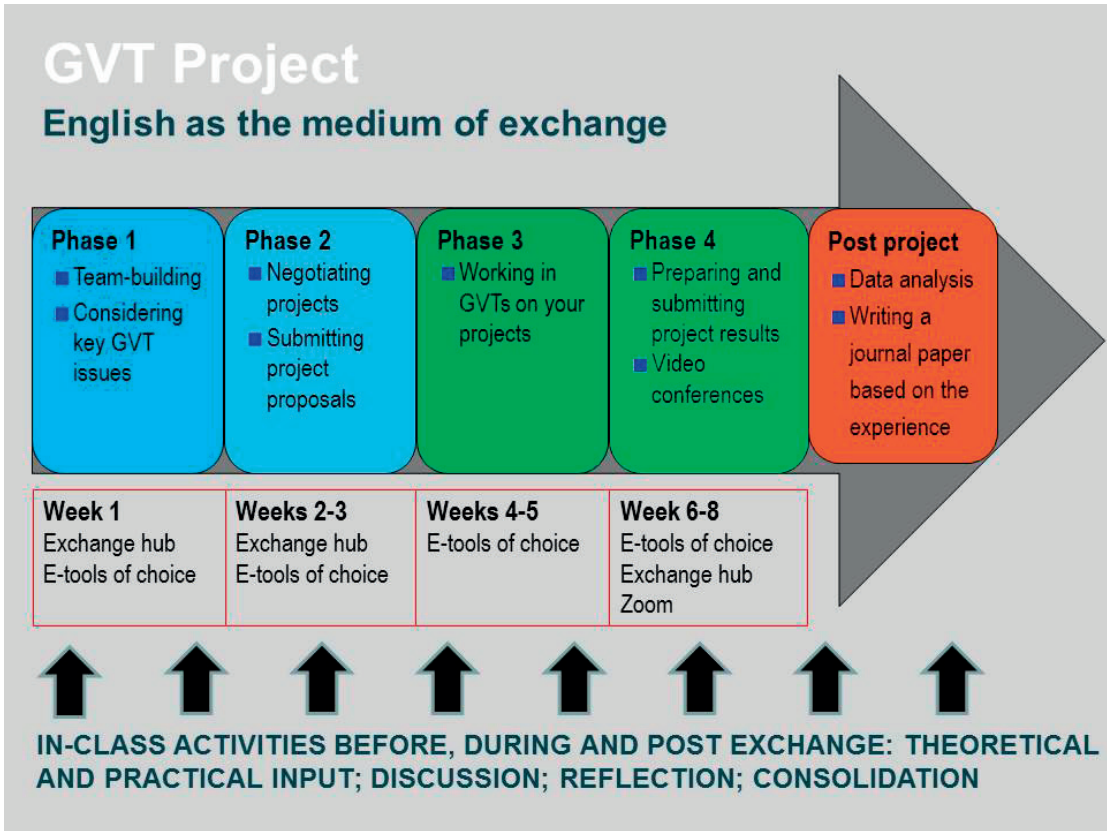 GVT Project
English as the medium of exchange
Phase 1
Team-building
Considering
key GVT
issues
Phase 2
Negotiating
projects
Submitting
project
proposals
Phase 3
Working in
GVTs on your
projects
Phase 4
Preparing and
submitting
project results
Video
conferences
Post project
Data analysis
Writing a
journal paper
based on the
experience
Week 1
Exchange hub
E-tools of choice
Weeks 2-3
Exchange hub
E-tools of choice
Weeks 4-5
E-tools of choice
Week 6-8
E-tools of choice
Exchange hub
Zoom
IN-CLASS ACTIVITIES BEFORE, DURING AND POST EXCHANGE: THEORETICAL
AND PRACTICAL INPUT; DISCUSSION; REFLECTION; CONSOLIDATION